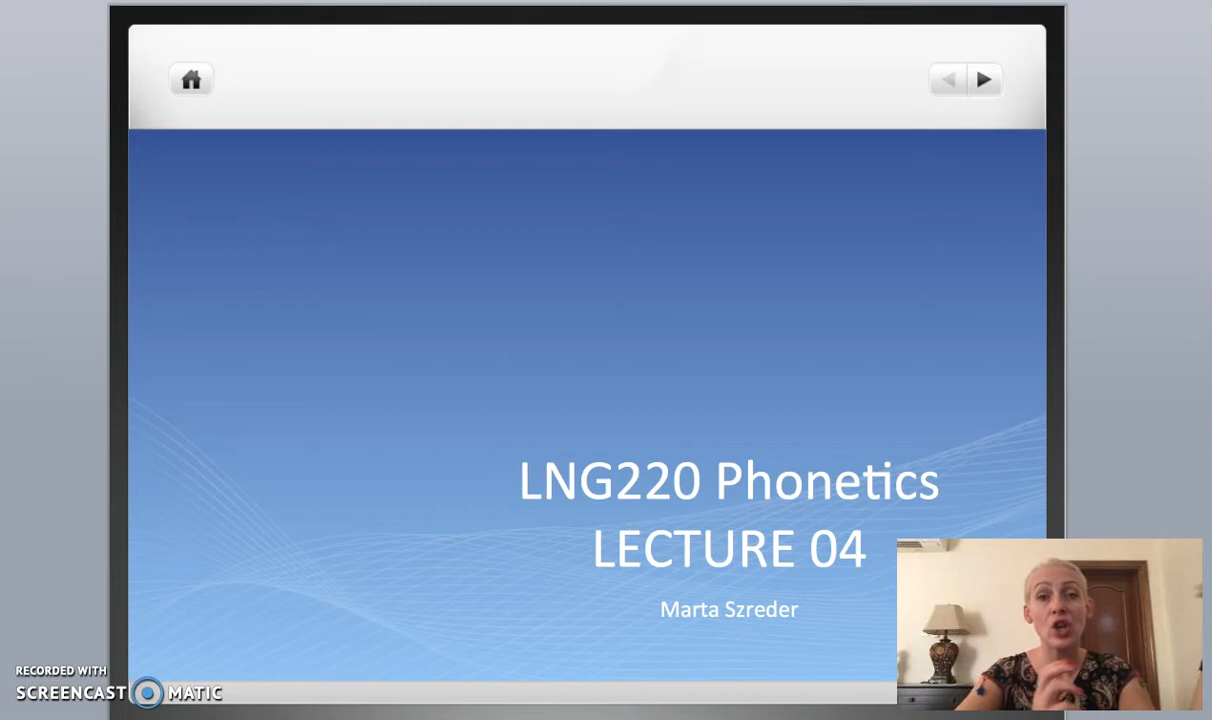 LNG220 Phonetics
LECTURE 04
Marta Szreder
RECORDED WITH
SCREENCAST MATIC